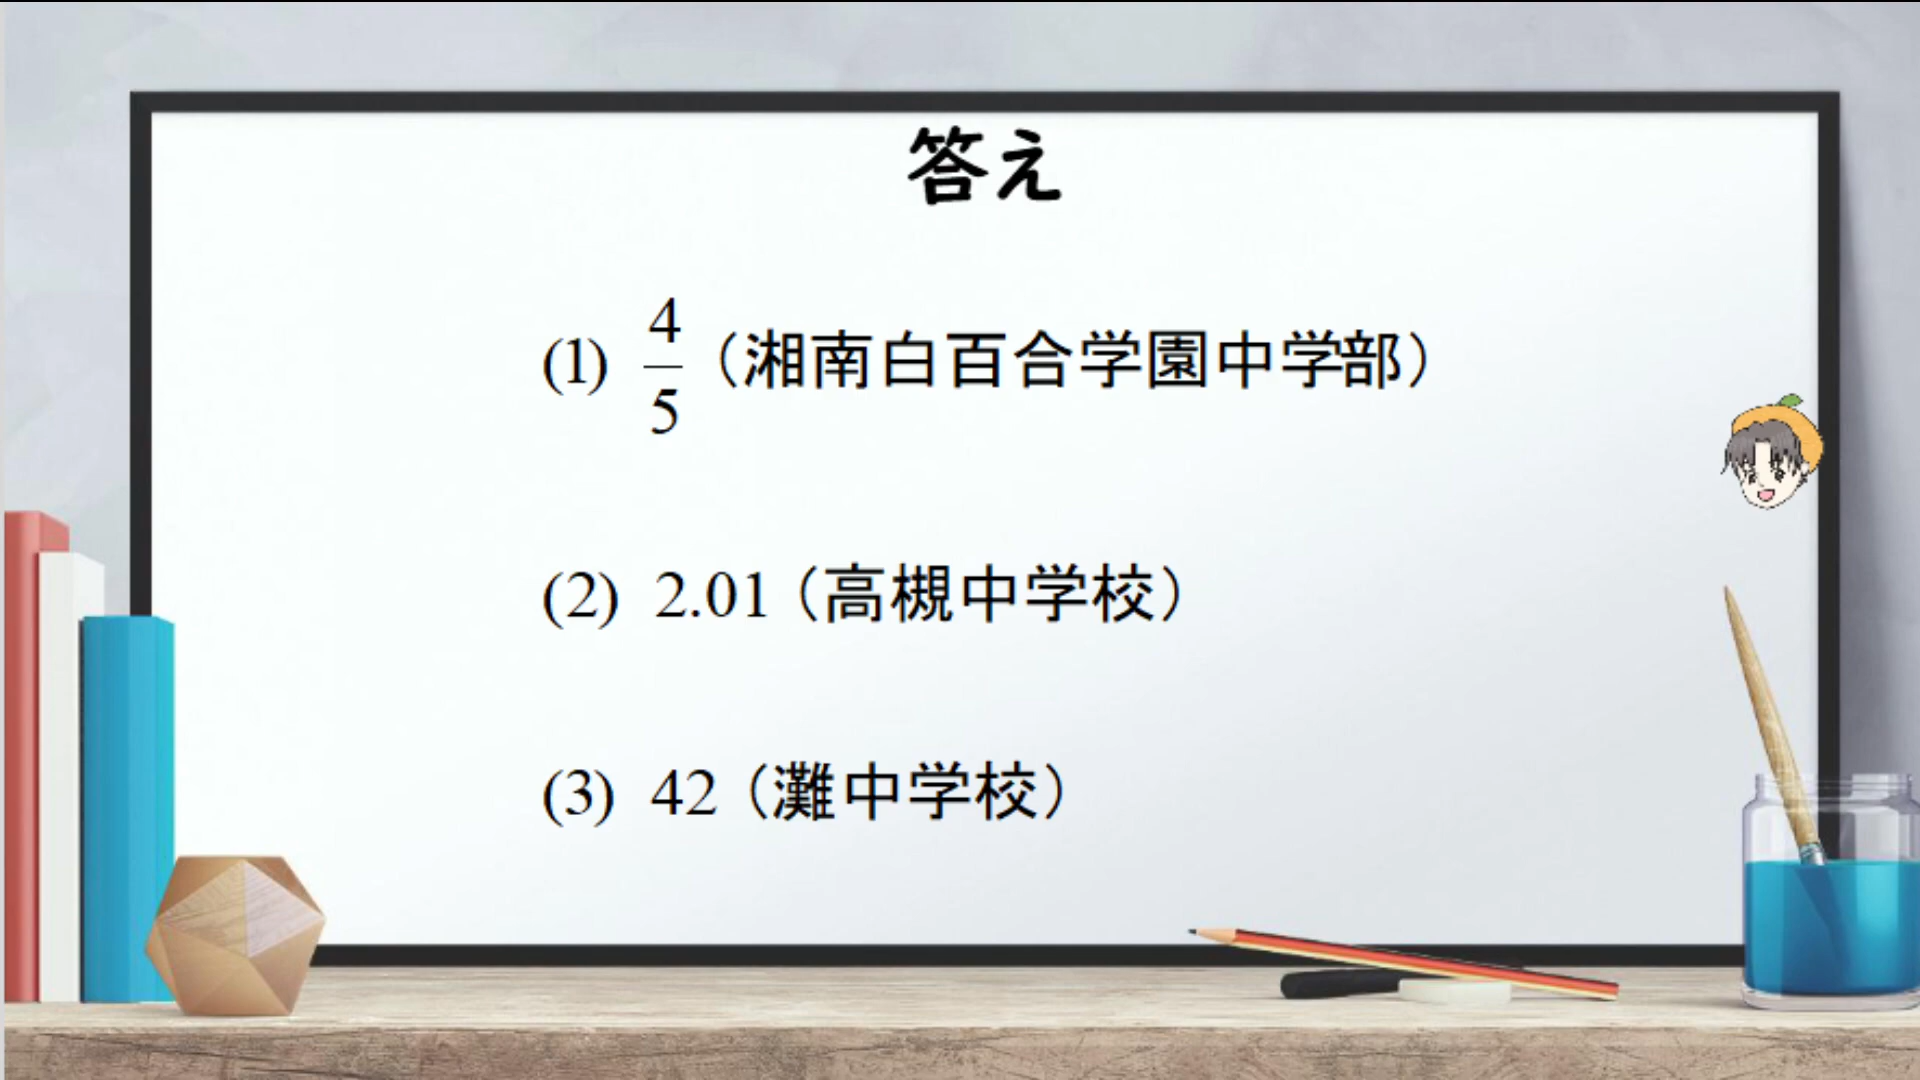 答え
(1) 4/5（湘南白百合学園中学部）
(2) 2.01（高槻中学校）
(3) 42（灘中学校）